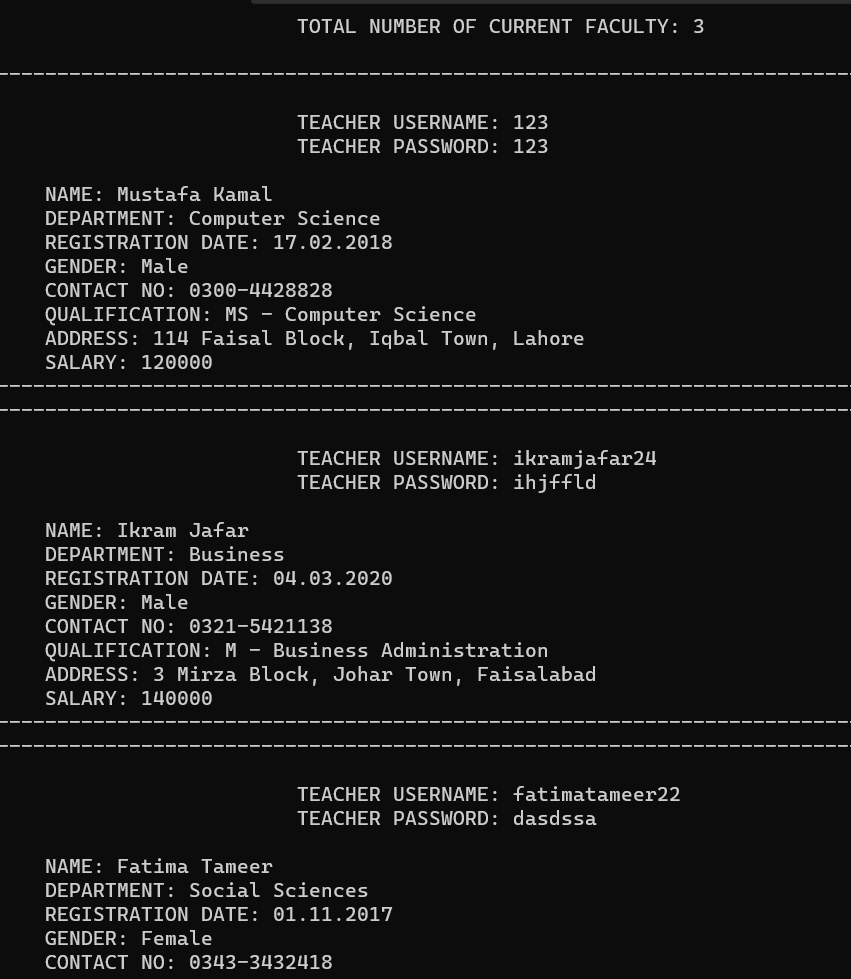 TOTAL NUMBER OF CURRENT FACULTY: 3
TEACHER USERNAME: 123
TEACHER PASSWORD: 123
NAME: Mustafa Kamal
DEPARTMENT: Computer Science
REGISTRATION DATE: 17.02.2018
GENDER: Male
CONTACT NO: 0300-4428828
QUALIFICATION: MS - Computer Science
ADDRESS: 114 Faisal Block, Iqbal Town, Lahore
SALARY: 120000
TEACHER USERNAME: ikramjafar24
TEACHER PASSWORD: ihjffld
NAME: Ikram Jafar
DEPARTMENT: Business
REGISTRATION DATE: 04.03.2020
GENDER: Male
CONTACT NO: 0321-5421138
QUALIFICATION: M - Business Administration
ADDRESS: 3 Mirza Block, Johar Town, Faisalabad
SALARY: 140000
TEACHER USERNAME: fatimatameer22
TEACHER PASSWORD: dasdssa
NAME: Fatima Tameer
DEPARTMENT: Social Sciences
REGISTRATION DATE: 01.11.2017
GENDER: Female
CONTACT NO: 0343-3432418